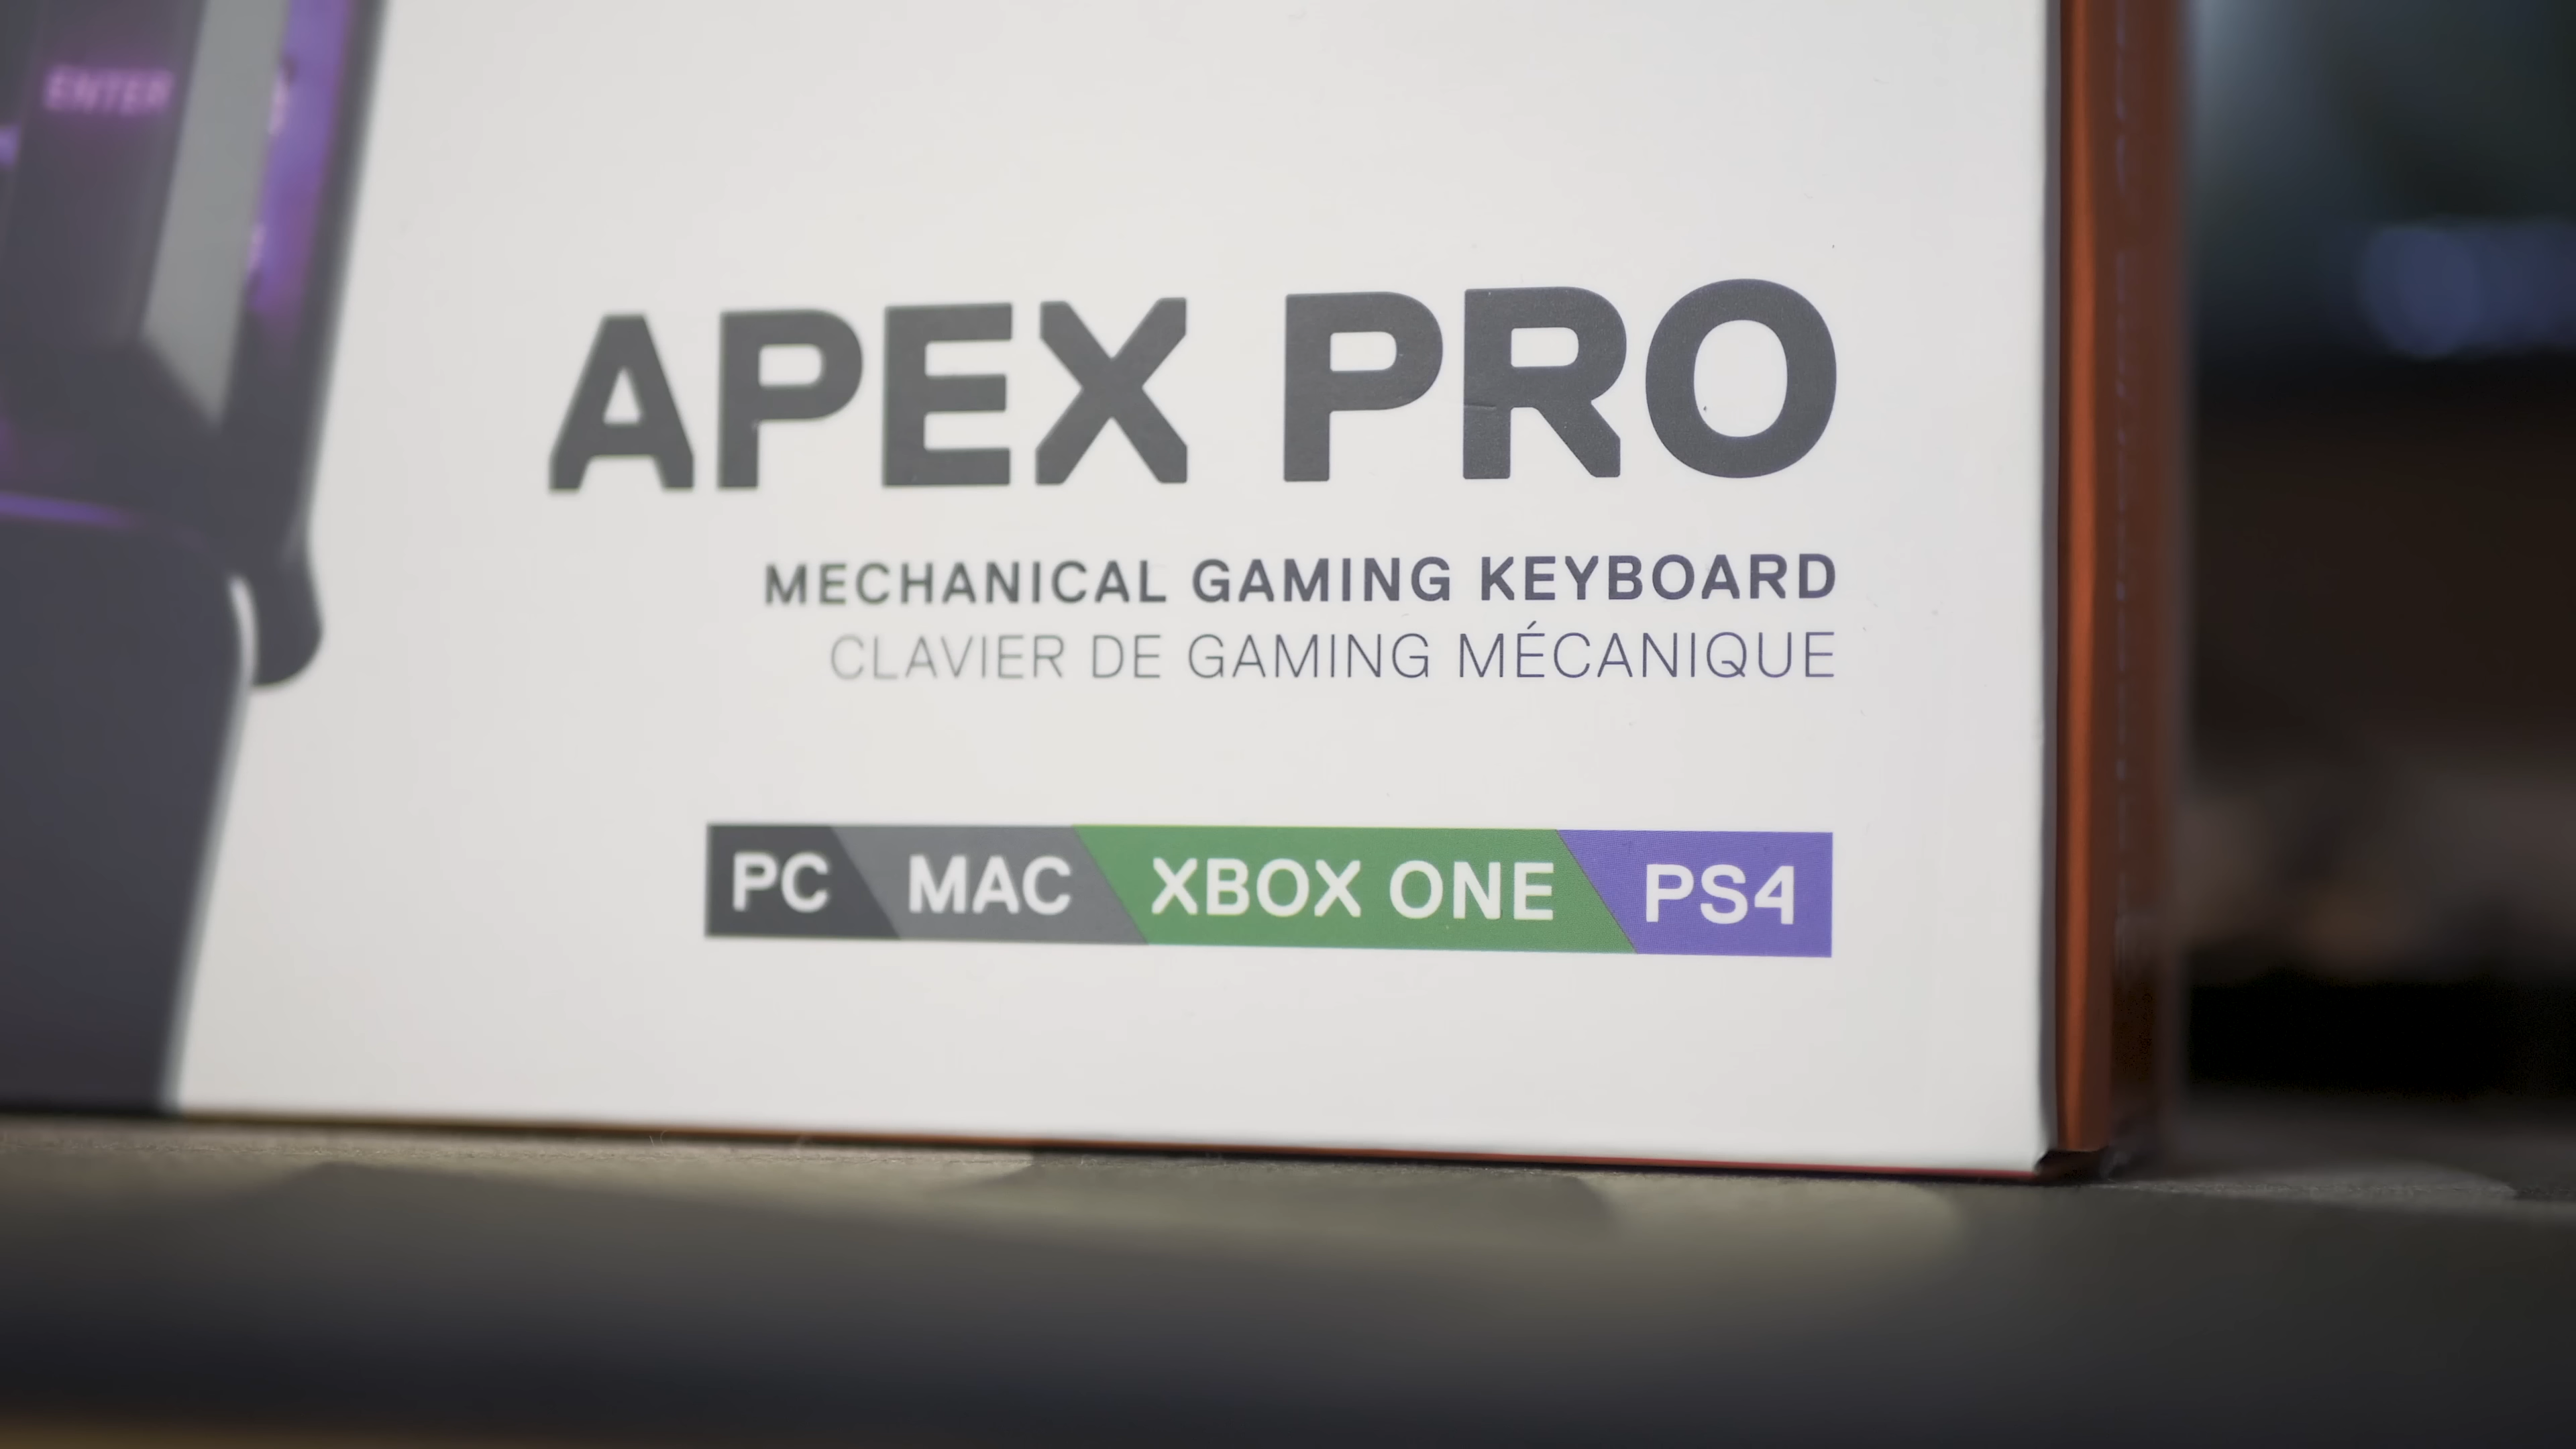 ENTER
APEX PRO
MECHANICAL GAMING KEYBOARD
CLAVIER DE GAMING MÉCANIQUE
PC MAC XBOX ONE PS4